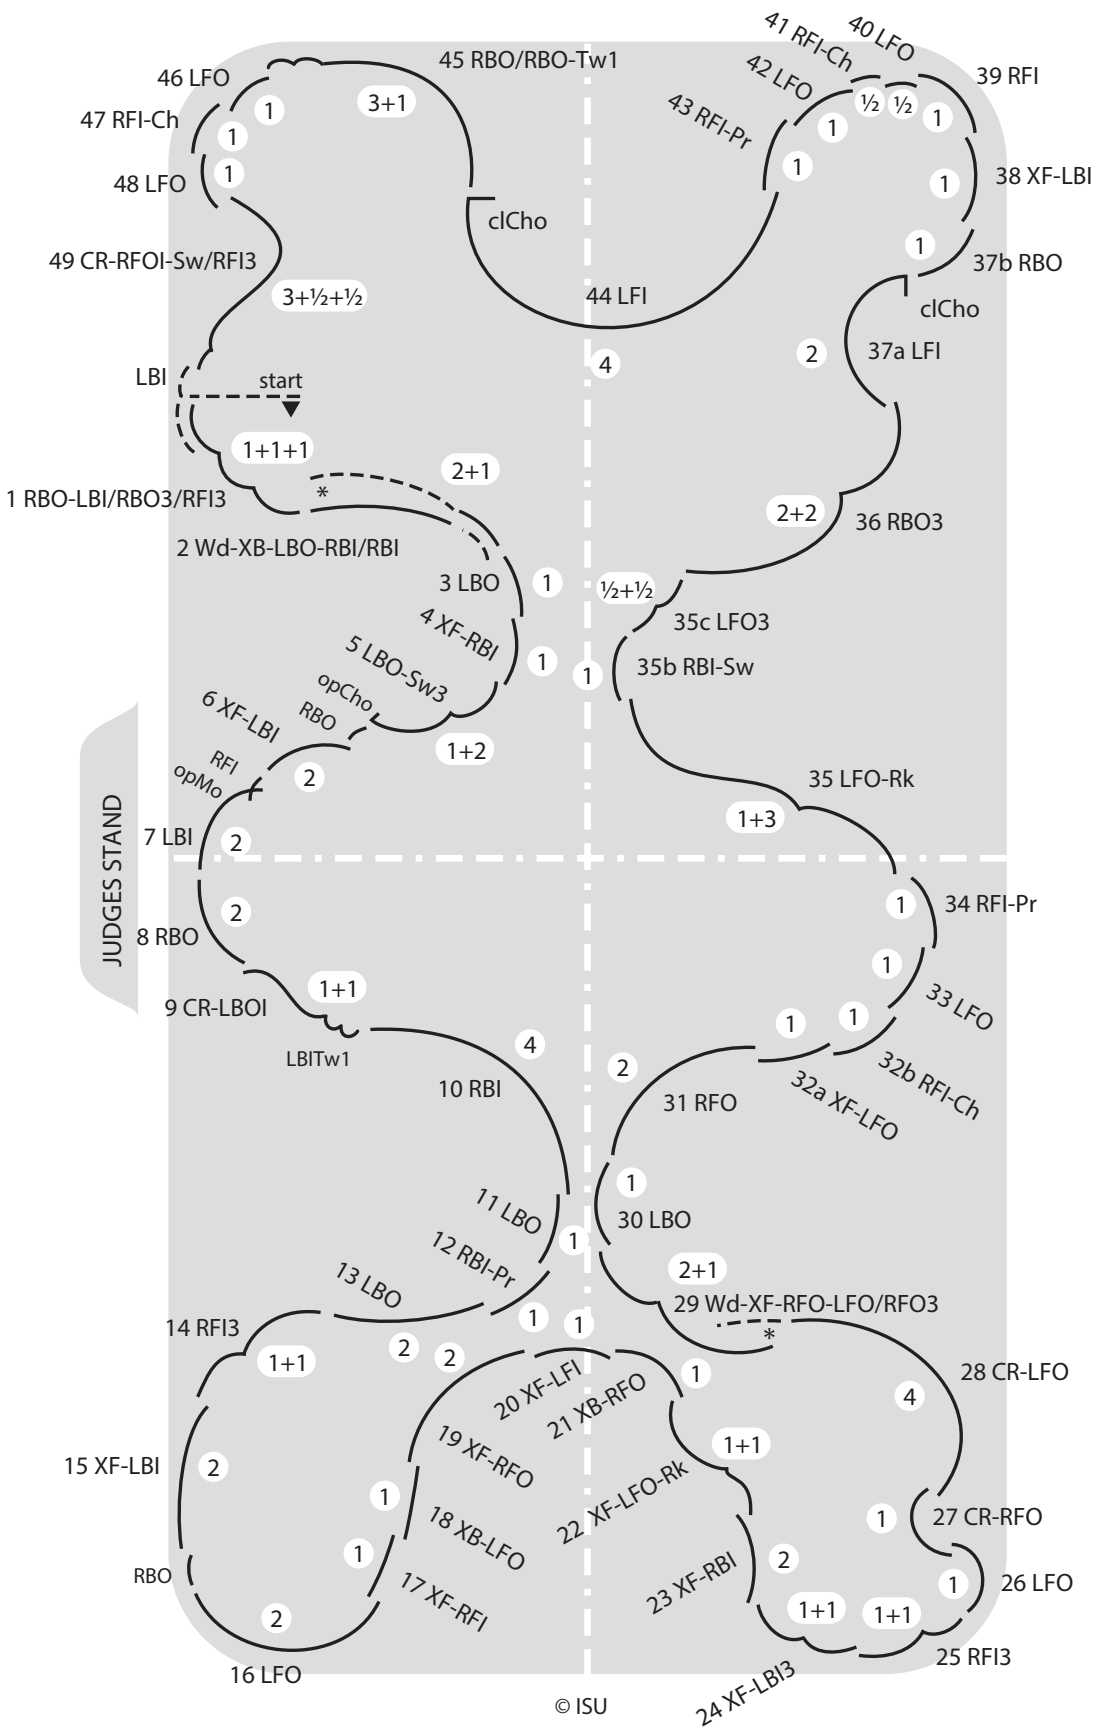 40 LFO
41 RFI-Ch
45 RBO/RBO-Tw1
42 LFO
39 RFI
46 LFO
3+1
½
½
1
1
1
47 RFI-Ch
43 RFI-Pr
1
1
38 XF-LBI
48 LFO
1
1
clCho
1
37b RBO
49 CR-RFOI-Sw/RFI3
3+½+½
44 LFI
clCho
2
37a LFI
4
LBI
start
1+1+1
2+1
1 RBO-LBI/RBO3/RFI3
*
2+2
36 RBO3
2 Wd-XB-LBO-RBI/RBI
3 LBO
1
½+½
4 XF-RBI
35c LFO3
5 LBO-Sw3
1
1
35b RBI-Sw
opCho
RBO
6 XF-LBI
1+2
RFI
opMo
2
35 LFO-Rk
1+3
7 LBI
2
JUDGES STAND
2
1
34 RFI-Pr
8 RBO
1
9 CR-LBOI
1+1
33 LFO
1
1
LBITw1
4
2
32b RFI-Ch
10 RBI
31 RFO
32a XF-LFO
11 LBO
1
30 LBO
12 RBI-Pr
1
2+1
13 LBO
29 Wd-XF-RFO-LFO/RFO3
*
14 RFI3
1
1
1+1
2
2
1
28 CR-LFO
20 XF-LFI
21 XB-RFO
4
19 XF-RFO
1+1
15 XF-LBI
2
1
22 XF-LFO-Rk
18 XB-LFO
1
27 CR-RFO
1
2
RBO
17 XF-RFI
23 XF-RBI
1
26 LFO
2
1+1
1+1
16 LFO
25 RFI3
24 XF-LBI3
© ISU